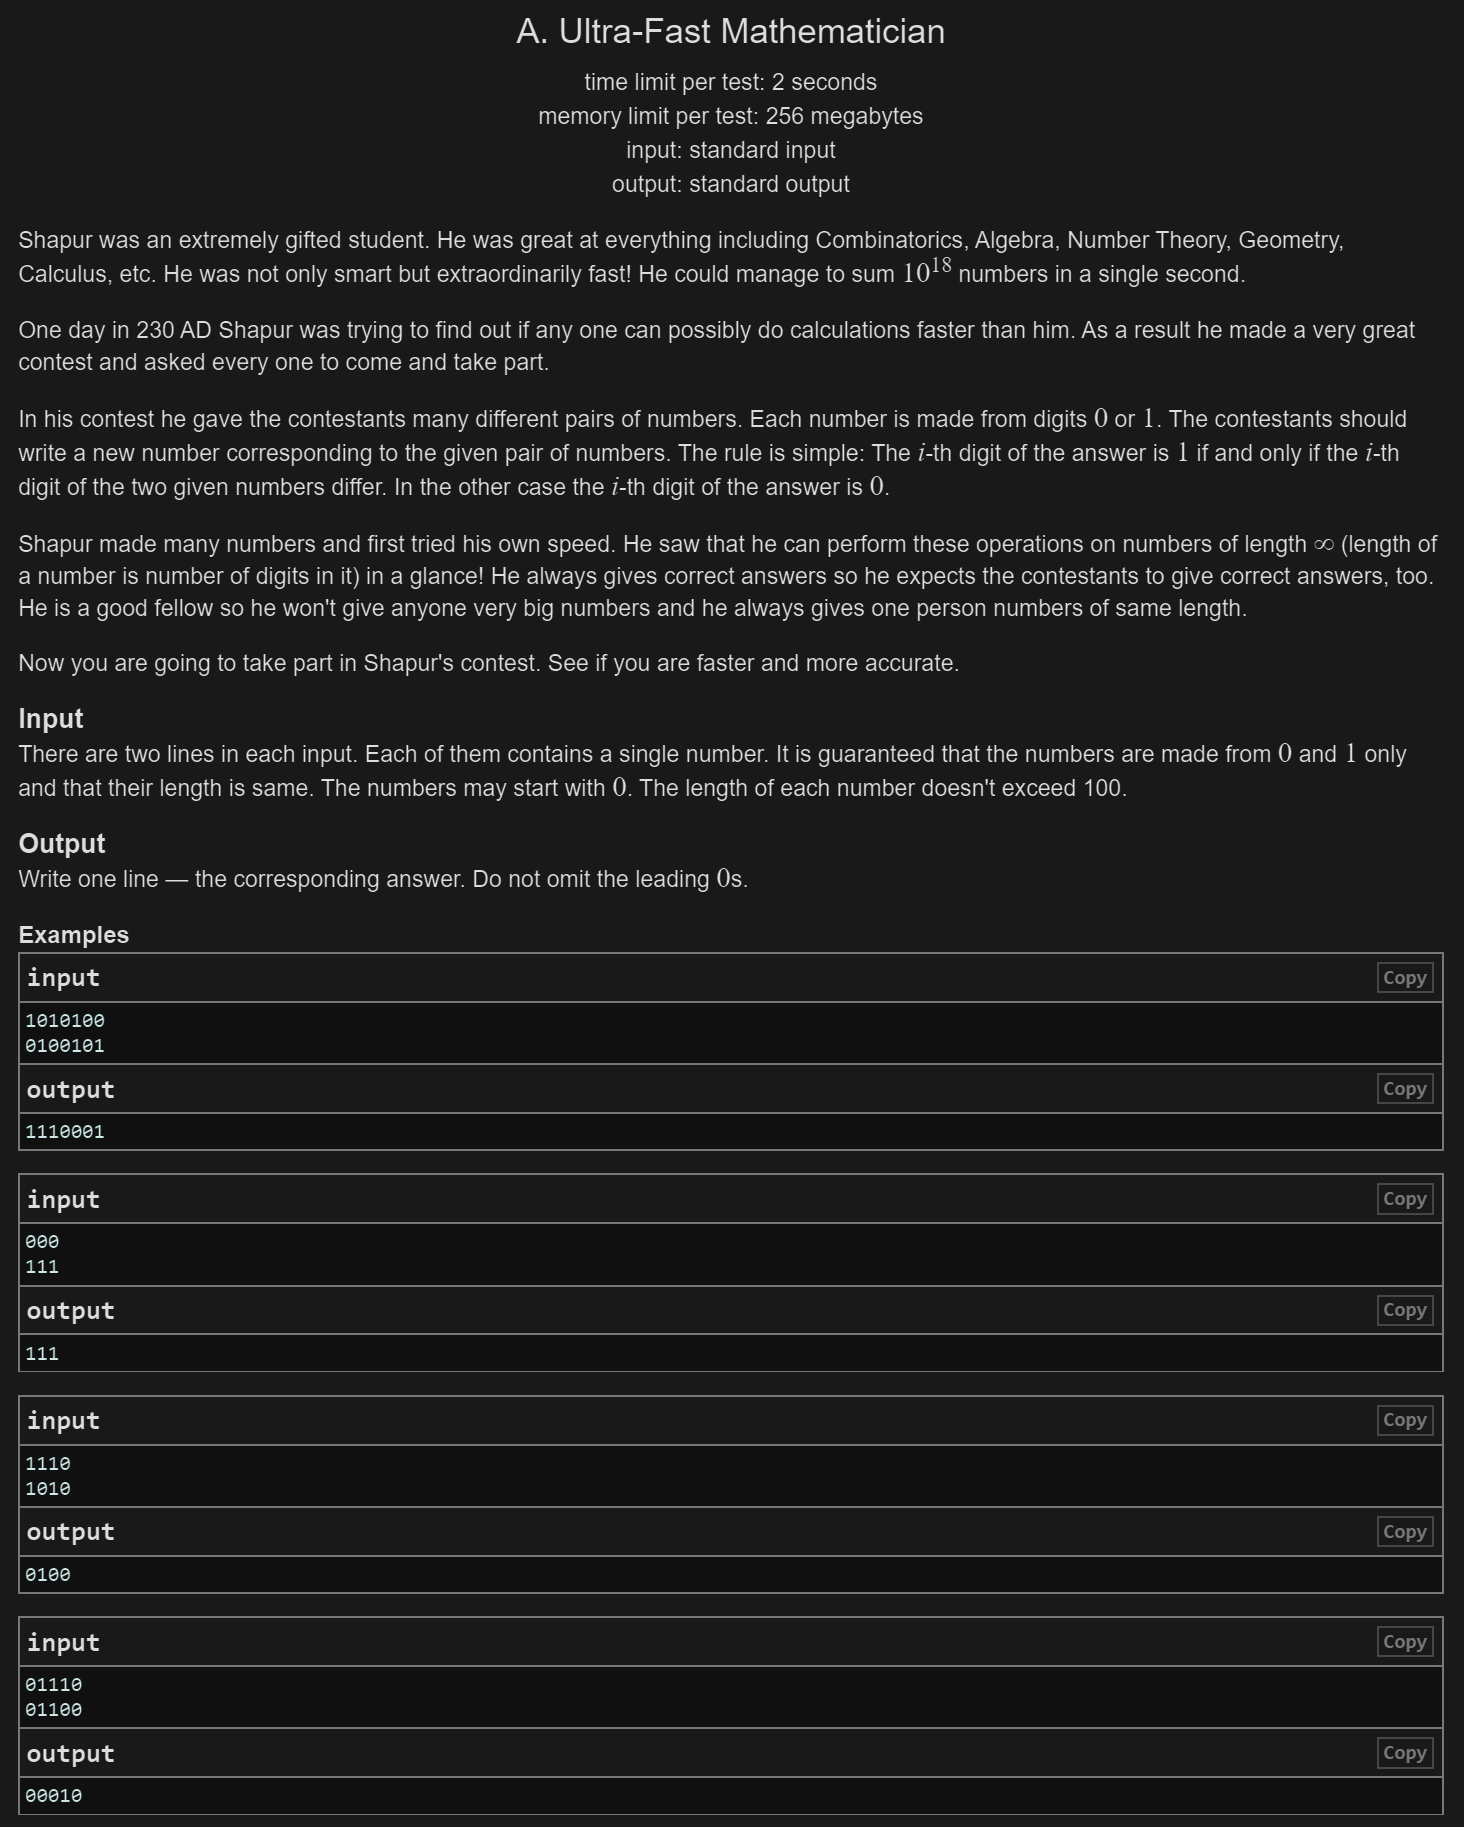 A. Ultra-Fast Mathematician
time limit per test: 2 seconds
memory limit per test: 256 megabytes
input: standard input
output: standard output
Shapur was an extremely gifted student. He was great at everything including Combinatorics, Algebra, Number Theory, Geometry,
Calculus, etc. He was not only smart but extraordinarily fast! He could manage to sum 10^18 numbers in a single second.
One day in 230 AD Shapur was trying to find out if any one can possibly do calculations faster than him. As a result he made a very great
contest and asked every one to come and take part.
In his contest he gave the contestants many different pairs of numbers. Each number is made from digits 0 or 1. The contestants should
write a new number corresponding to the given pair of numbers. The rule is simple: The i-th digit of the answer is 1 if and only if the i-th
digit of the two given numbers differ. In the other case the i-th digit of the answer is 0.
Shapur made many numbers and first tried his own speed. He saw that he can perform these operations on numbers of length ∞ (length of
a number is number of digits in it) in a glance! He always gives correct answers so he expects the contestants to give correct answers, too.
He is a good fellow so he won't give anyone very big numbers and he always gives one person numbers of same length.
Now you are going to take part in Shapur's contest. See if you are faster and more accurate.
Input
There are two lines in each input. Each of them contains a single number. It is guaranteed that the numbers are made from 0 and 1 only
and that their length is same. The numbers may start with 0. The length of each number doesn't exceed 100.
Output
Write one line — the corresponding answer. Do not omit the leading 0s.
Examples
input Copy
1010100
0100101
output Copy
1110001
input Copy
000
111
output Copy
111
input Copy
1110
1010
output Copy
0100
input Copy
01110
01100
output Copy
00010